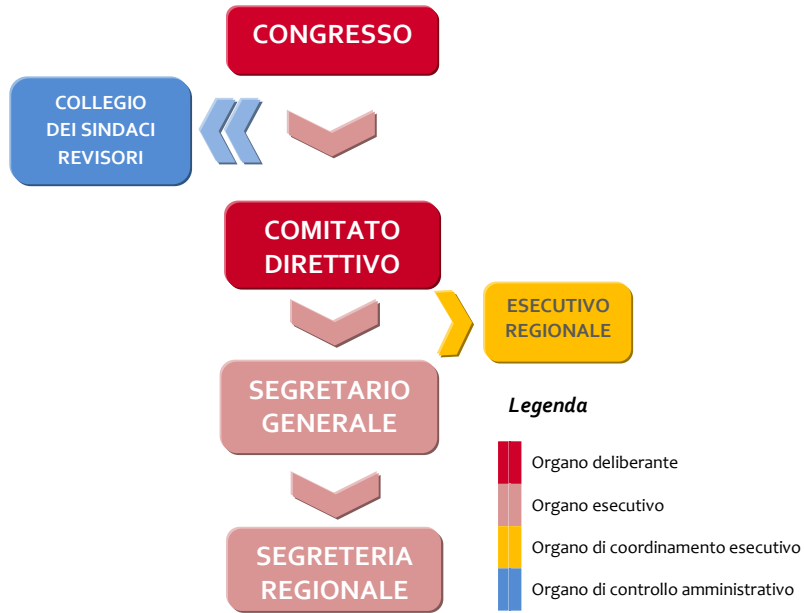 CONGRESSO
COLLEGIO
DEI SINDACI
REVISORI
COMITATO
DIRETTIVO
ESECUTIVO
REGIONALE
SEGRETARIO
GENERALE
SEGRETERIA
REGIONALE
Legenda
Organo deliberante
Organo esecutivo
Organo di coordinamento esecutivo
Organo di controllo amministrativo